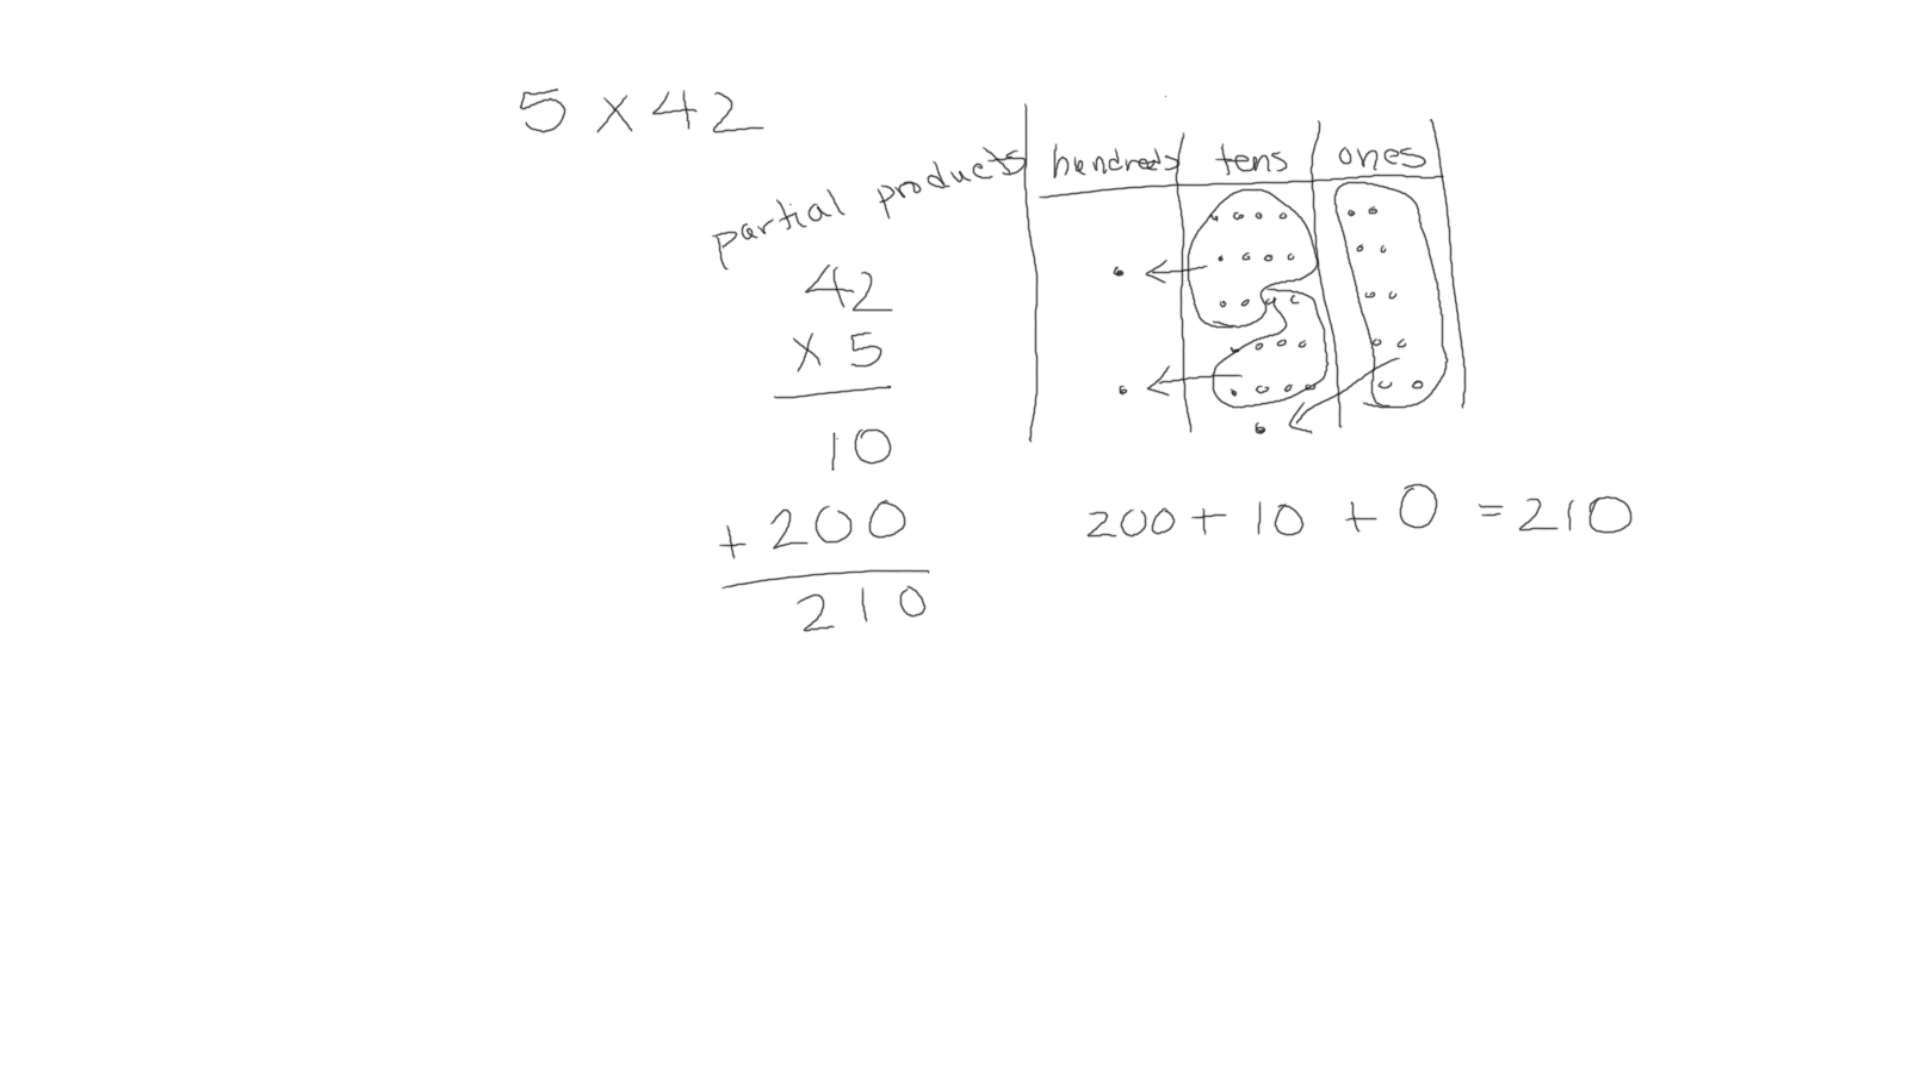 5 x 42
partial products
hundreds tens ones
42
x 5
10
+ 200
210
200 + 10 + 0 = 210